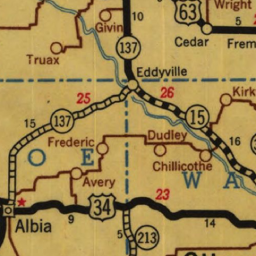 Givin
10
63
Wright
5
Cedar
Frem
Truax
137
Eddyville
25
26
Kirk
15
137
15
Frederic
Dudley
16
O E
Chillicothe
Avery
W A
23
34
Albia
9
14
5
213